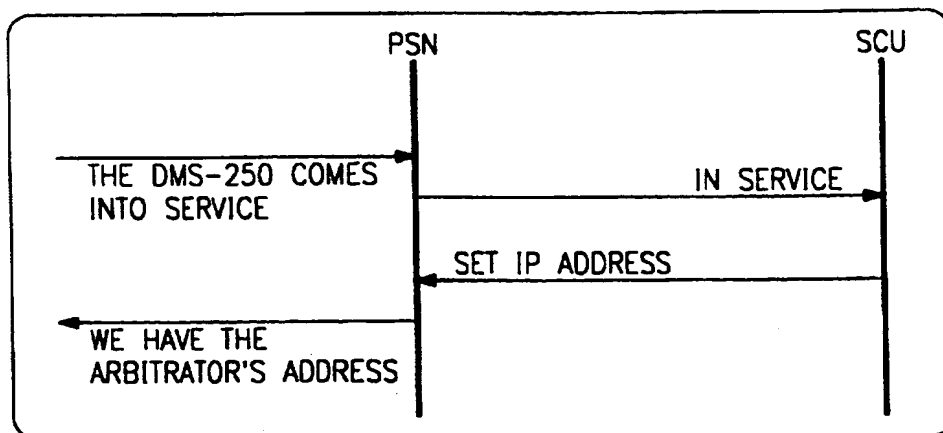 PSN
SCU
THE DMS-250 COMES
INTO SERVICE
IN SERVICE
SET IP ADDRESS
WE HAVE THE
ARBITRATOR'S ADDRESS